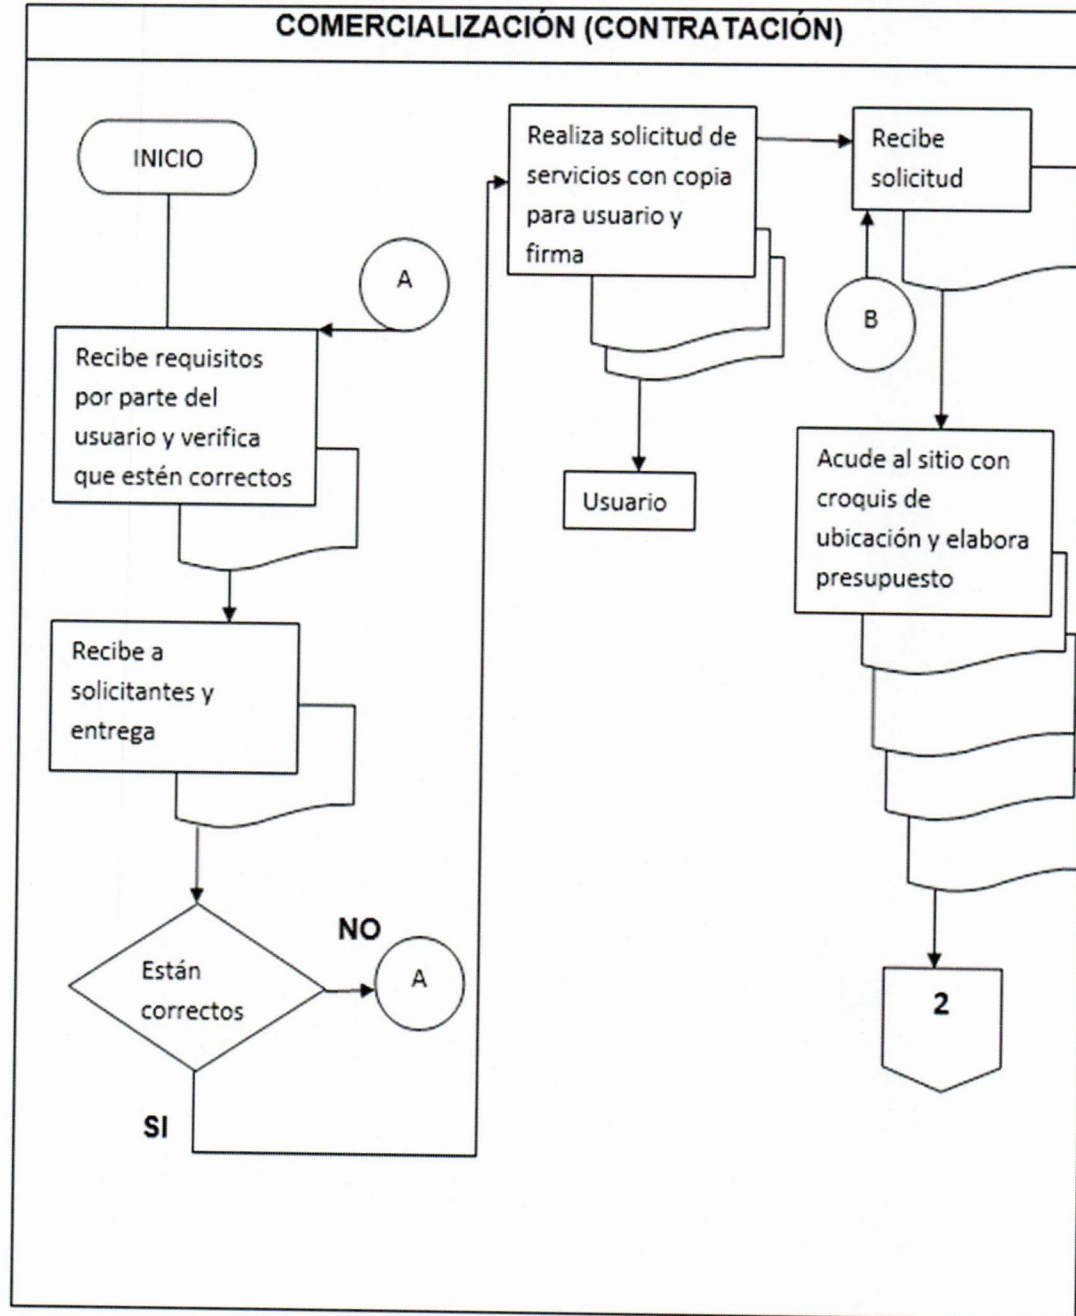 COMERCIALIZACIÓN (CONTRATACIÓN)
INICIO
A
Recibe requisitos
por parte del
usuario y verifica
que estén correctos
Recibe a
solicitantes y
entrega
Están
correctos
NO
A
SI
Realiza solicitud de
servicios con copia
para usuario y
firma
Usuario
Recibe
solicitud
B
Acude al sitio con
croquis de
ubicación y elabora
presupuesto
2